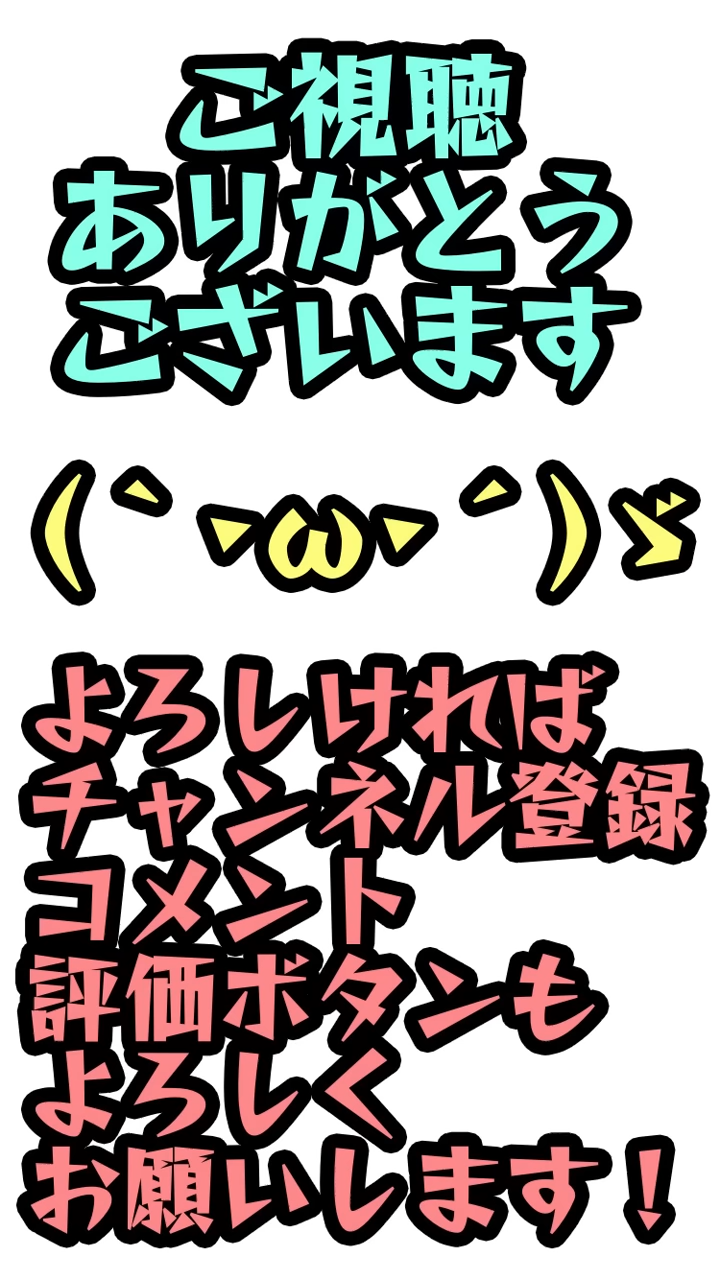 ご視聴
ありがとう
ございます
(｀・ω・´)ゞ
よろしければ
チャンネル登録
コメント
評価ボタンも
よろしく
お願いします！